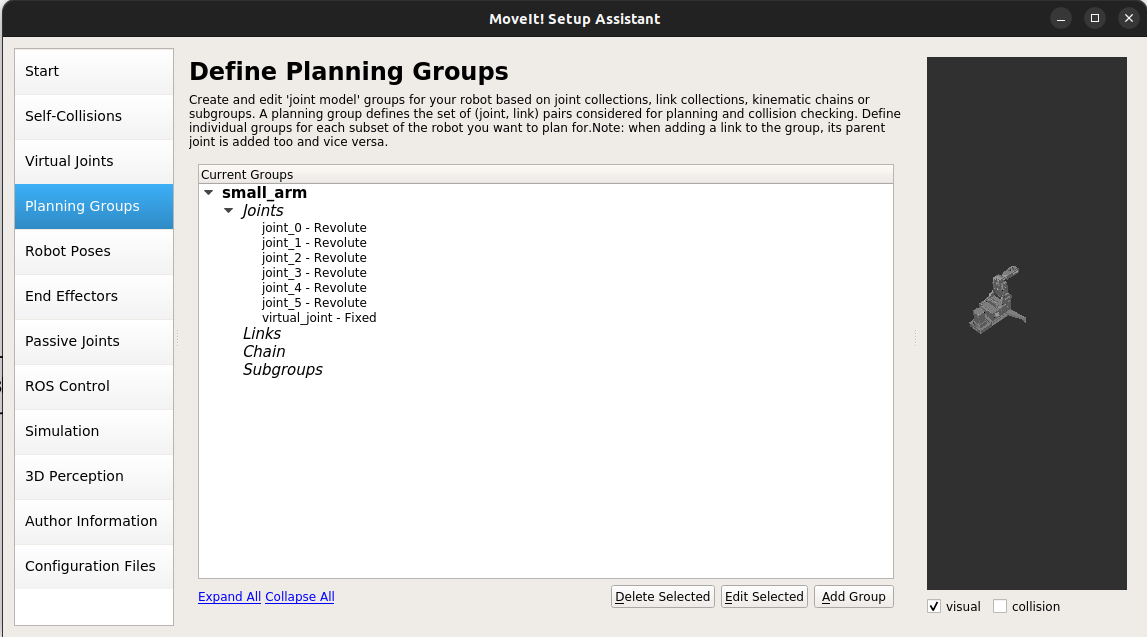 MoveIt! Setup Assistant
Start
Self-Collisions
Virtual Joints
Planning Groups
Robot Poses
End Effectors
Passive Joints
ROS Control
Simulation
3D Perception
Author Information
Configuration Files
Define Planning Groups
Create and edit 'joint model' groups for your robot based on joint collections, link collections, kinematic chains or
subgroups. A planning group defines the set of (joint, link) pairs considered for planning and collision checking. Define
individual groups for each subset of the robot you want to plan for.Note: when adding a link to the group, its parent
joint is added too and vice versa.
Current Groups
small_arm
Joints
joint_0 - Revolute
joint_1 - Revolute
joint_2 - Revolute
joint_3 - Revolute
joint_4 - Revolute
joint_5 - Revolute
virtual_joint - Fixed
Links
Chain
Subgroups
Expand All Collapse All
Delete Selected
Edit Selected
Add Group
visual
collision